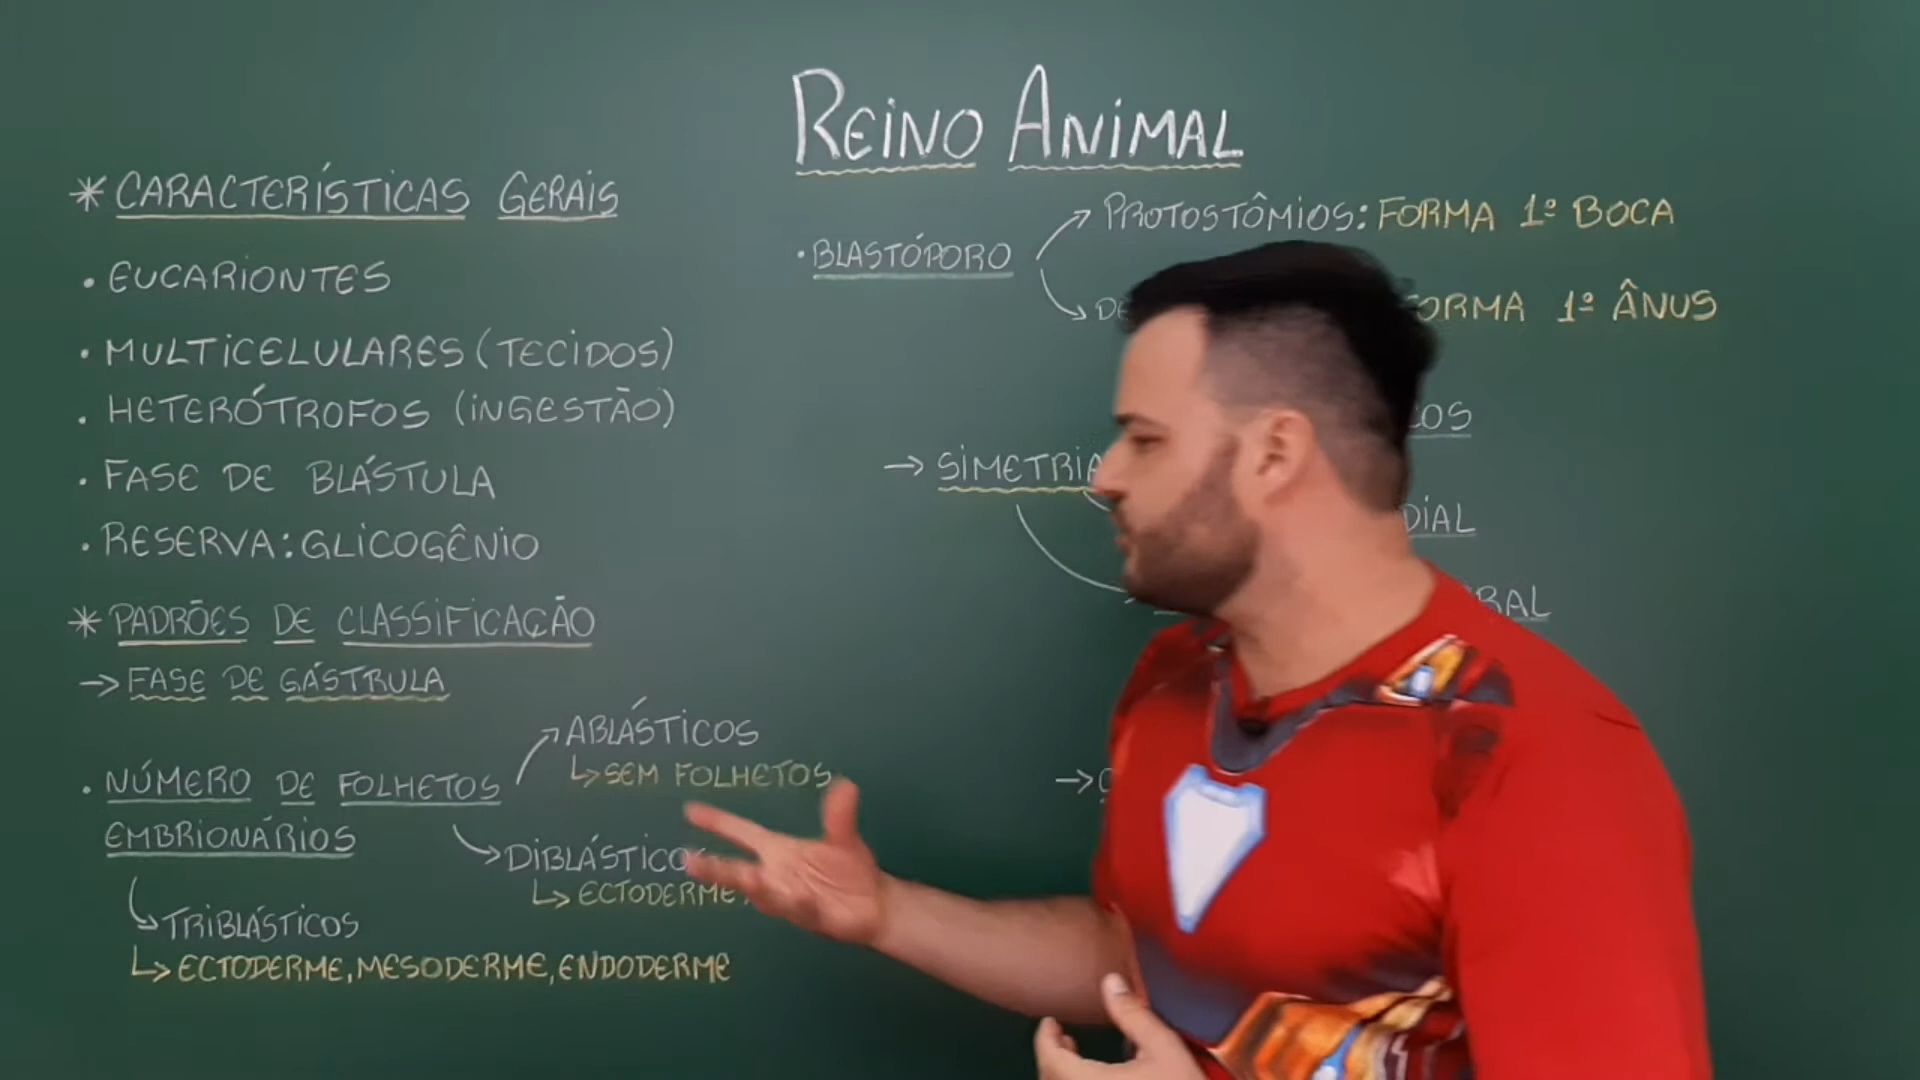 REINO ANIMAL
* CARACTERÍSTICAS GERAIS
• EUCARIONTES
• MULTICELULARES (TECIDOS)
• HETERÓTROFOS (INGESTÃO)
• FASE DE BLÁSTULA
• RESERVA: GLICOGÊNIO
* PADRÕES DE CLASSIFICAÇÃO
→ FASE DE GÁSTRULA
• NÚMERO DE FOLHETOS
EMBRIONÁRIOS
ABLÁSTICOS
↳ SEM FOLHETOS
DIBLÁSTICO
↳ ECTODERME,
TRIBLÁSTICOS
↳ ECTODERME, MESODERME, ENDODERME
• BLASTÓPORO
PROTOSTÔMIOS: FORMA 1º BOCA
ORMA 1º ÂNUS
→ SIMETRIA